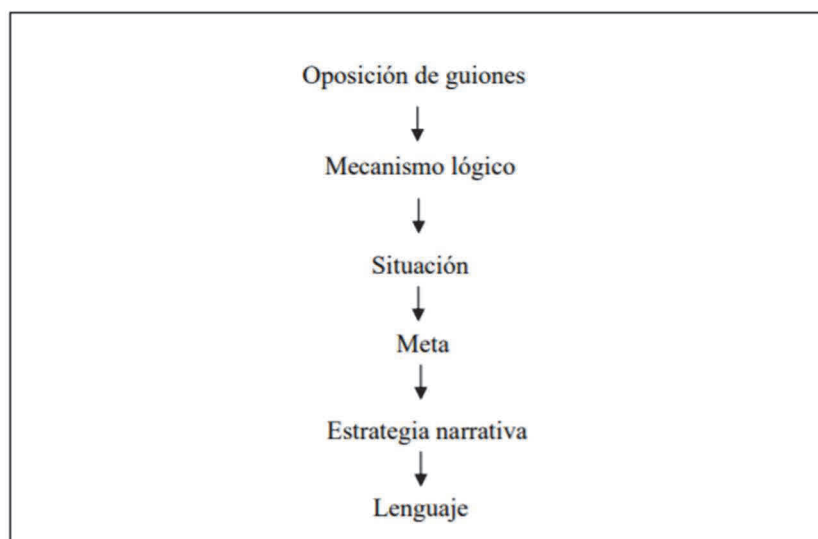 Oposición de guiones
Mecanismo lógico
Situación
Meta
Estrategia narrativa
Lenguaje